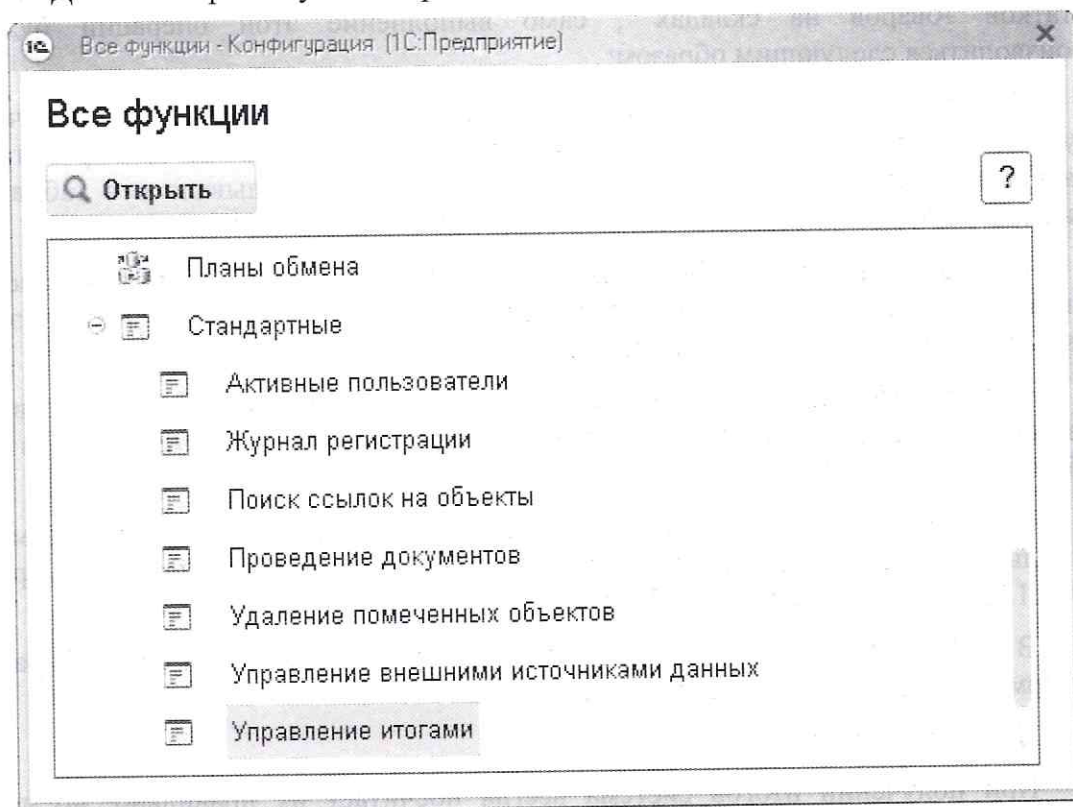 1С Все функции - Конфигурация (1С:Предприятие) ×
Все функции
Открыть ?
Планы обмена
Стандартные
Активные пользователи
Журнал регистрации
Поиск ссылок на объекты
Проведение документов
Удаление помеченных объектов
Управление внешними источниками данных
Управление итогами